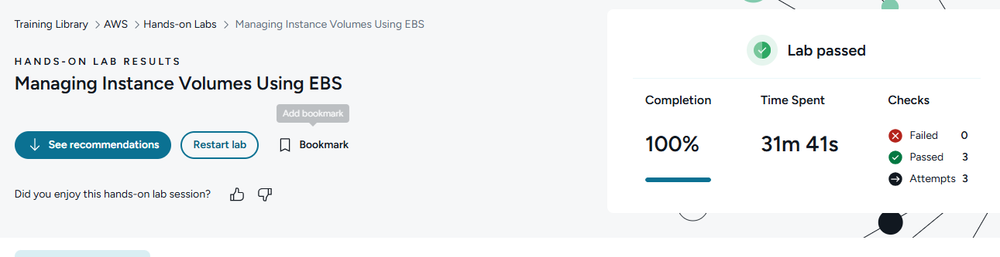 Training Library > AWS > Hands-on Labs > Managing Instance Volumes Using EBS
HANDS-ON LAB RESULTS
Managing Instance Volumes Using EBS
Add bookmark
See recommendations
Restart lab
Bookmark
Did you enjoy this hands-on lab session?
Lab passed
Completion
100%
Time Spent
31m 41s
Checks
Failed 0
Passed 3
Attempts 3